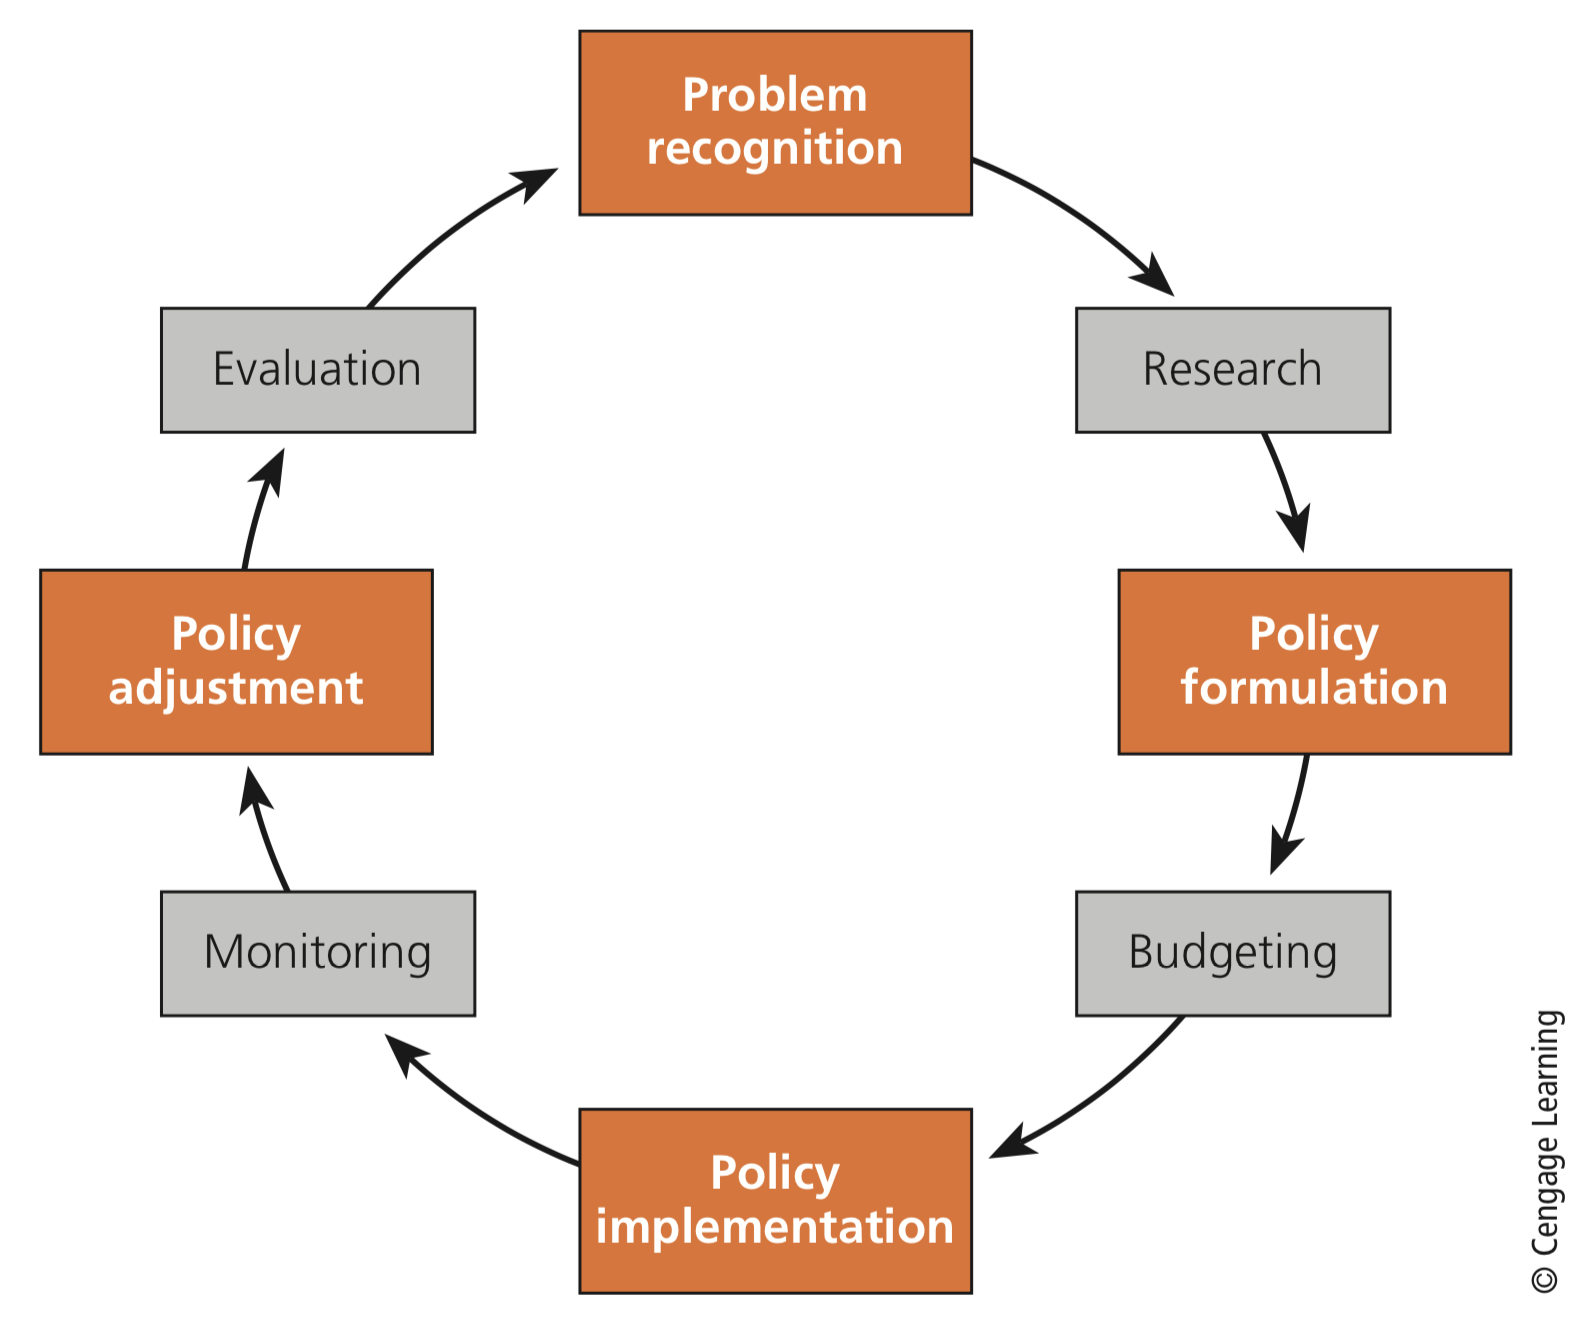 Problem
recognition
Research
Policy
formulation
Budgeting
Policy
implementation
Monitoring
Policy
adjustment
Evaluation
© Cengage Learning